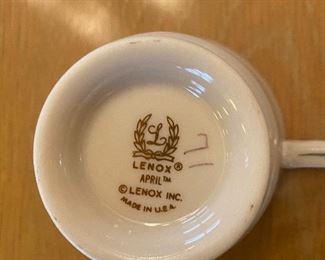 L
LENOX®
APRIL™
© LENOX INC.
MADE IN U.S.A.